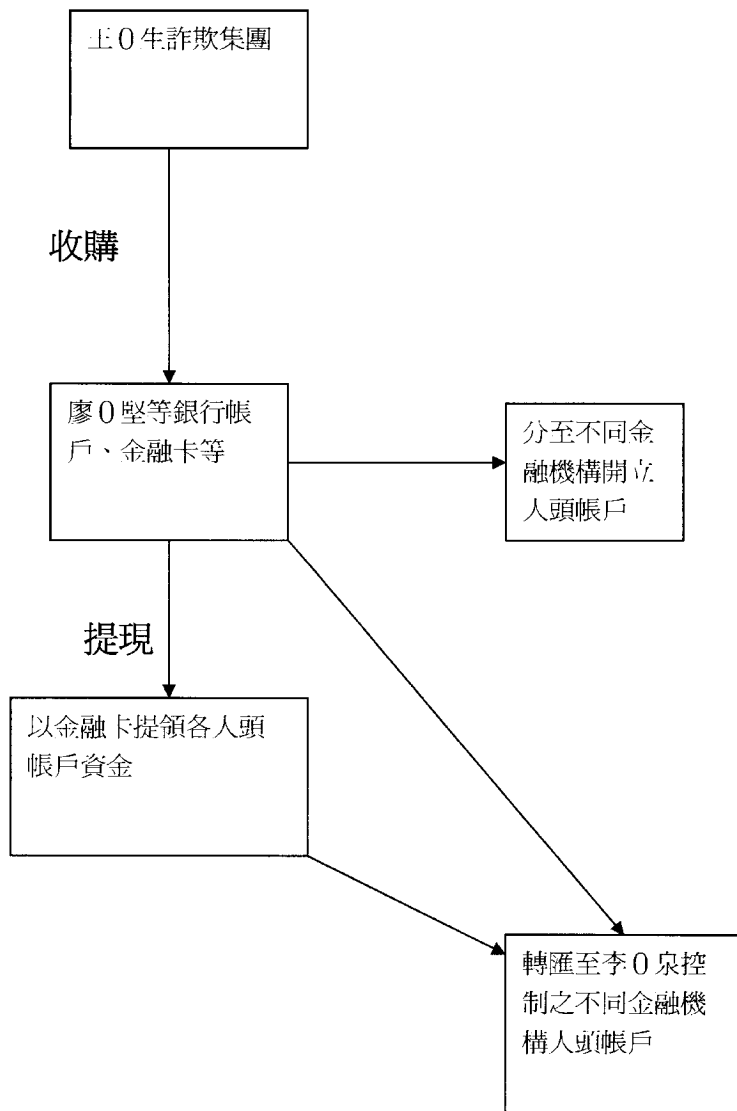 王0生詐欺集團
收購
廖0堅等銀行帳
戶、金融卡等
分至不同金
融機構開立
人頭帳戶
提現
以金融卡提領各人頭
帳戶資金
轉匯至李0泉控
制之不同金融機
構人頭帳戶